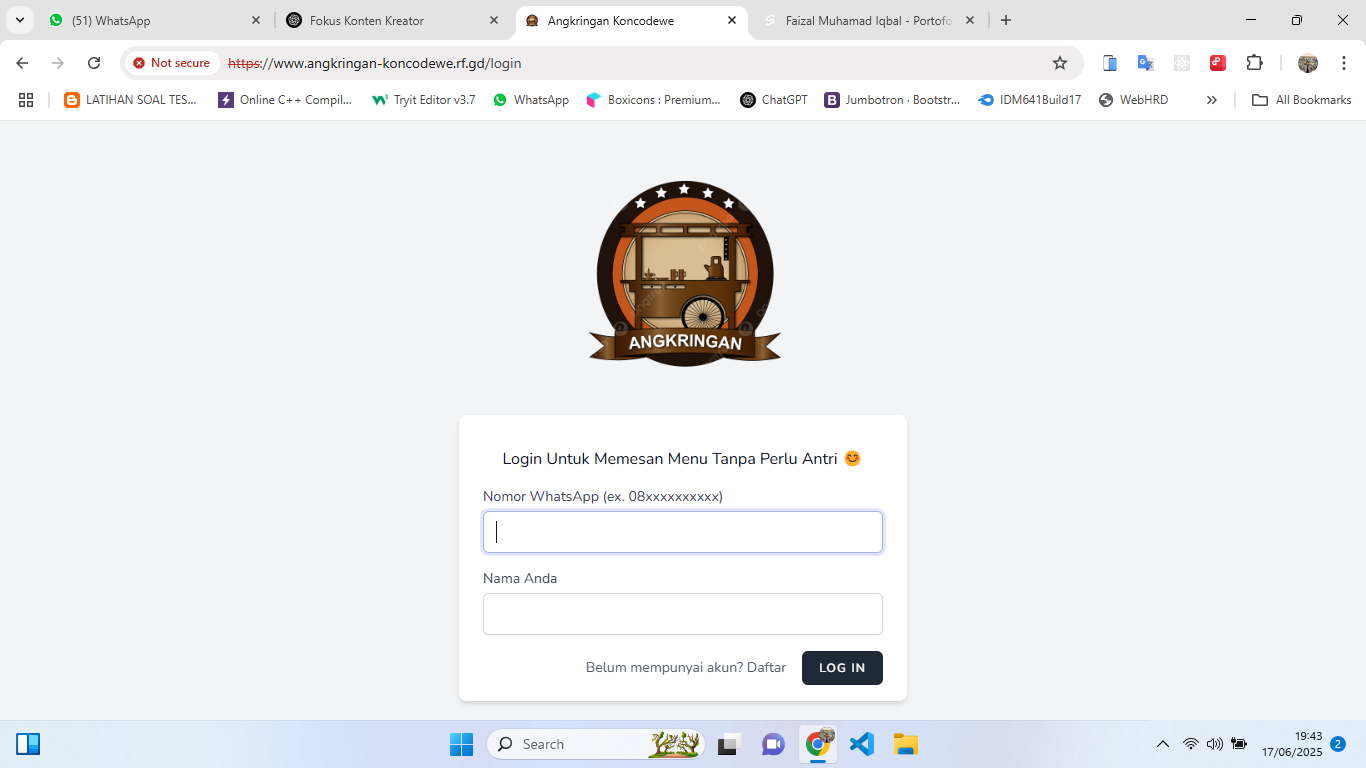 (51) WhatsApp
Fokus Konten Kreator
Angkringan Koncodewe
Faizal Muhamad Iqbal - Portofo
Not secure
https://www.angkringan-koncodewe.rf.gd/login
LATIHAN SOAL TES...
Online C++ Compil...
Tryit Editor v3.7
WhatsApp
Boxicons : Premium...
ChatGPT
Jumbotron · Bootstr...
IDM641Build17
WebHRD
All Bookmarks
ANGKRINGAN
Login Untuk Memesan Menu Tanpa Perlu Antri 😊
Nomor WhatsApp (ex. 08xxxxxxxxxx)
Nama Anda
Belum mempunyai akun? Daftar
LOG IN
Search
19:43
17/06/2025
2